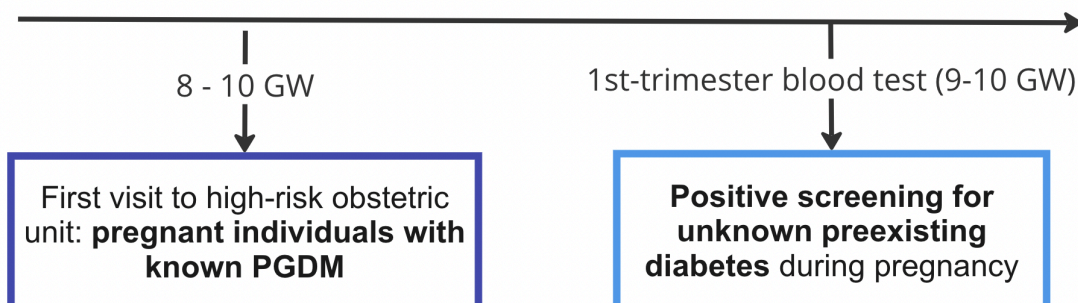 8 - 10 GW
1st-trimester blood test (9-10 GW)
First visit to high-risk obstetric
unit: pregnant individuals with
known PGDM
Positive screening for
unknown preexisting
diabetes during pregnancy